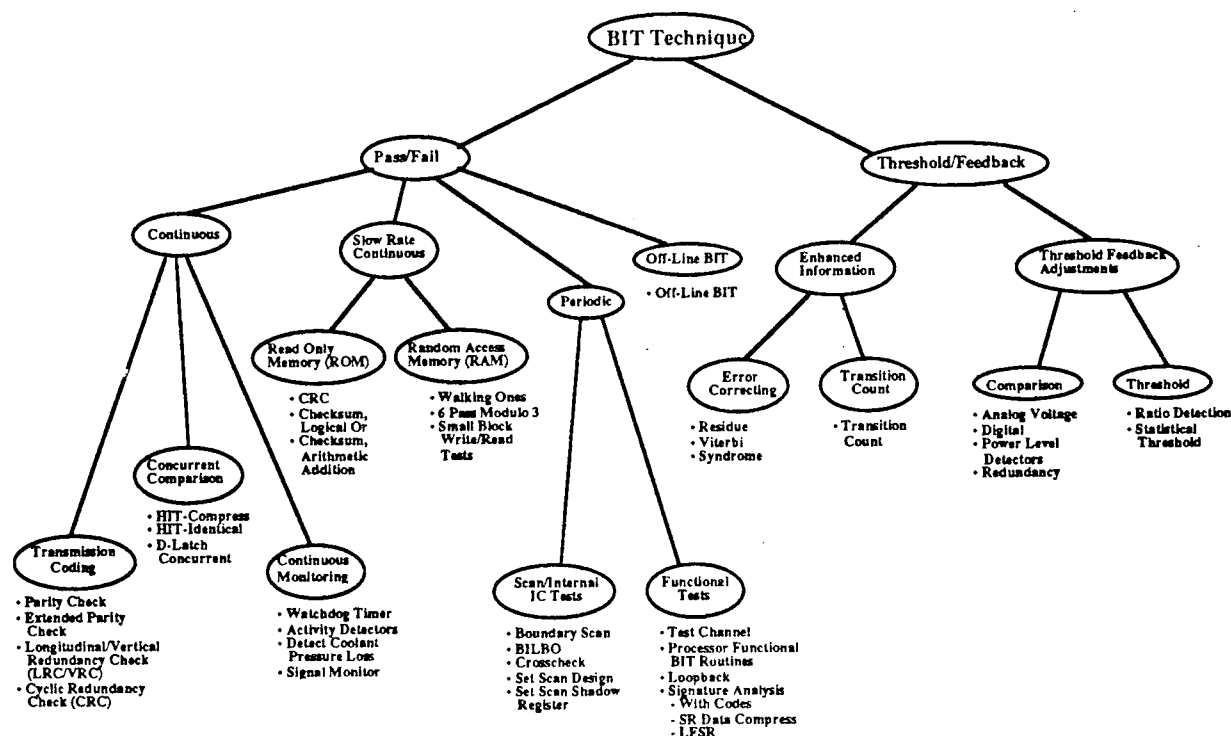 BIT Technique
Pass/Fail
Threshold/Feedback
Continuous
Slow Rate
Continuous
Off-Line BIT
• Off-Line BIT
Periodic
Enhanced
Information
Threshold Feedback
Adjustments
Read Only
Memory (ROM)
• CRC
• Checksum,
Logical Or
• Checksum,
Arithmetic
Addition
Random Access
Memory (RAM)
• Walking Ones
• 6 Pass Modulo 3
• Small Block
Write/Read
Tests
Error
Correcting
• Residue
• Viterbi
• Syndrome
Transition
Count
• Transition
Count
Comparison
• Analog Voltage
• Digital
• Power Level
Detectors
• Redundancy
Threshold
• Ratio Detection
• Statistical
Threshold
Concurrent
Comparison
• HIT-Compress
• HIT-Identical
• D-Latch
Concurrent
Transmission
Coding
• Parity Check
• Extended Parity
Check
• Longitudinal/Vertical
Redundancy Check
(LRC/VRC)
• Cyclic Redundancy
Check (CRC)
Continuous
Monitoring
• Watchdog Timer
• Activity Detectors
• Detect Coolant
Pressure Loss
• Signal Monitor
Scan/Internal
IC Tests
• Boundary Scan
• BILBO
• Crosscheck
• Set Scan Design
• Set Scan Shadow
Register
Functional
Tests
• Test Channel
• Processor Functional
BIT Routines
• Loopback
• Signature Analysis
- With Codes
- SR Data Compress
- LFSR